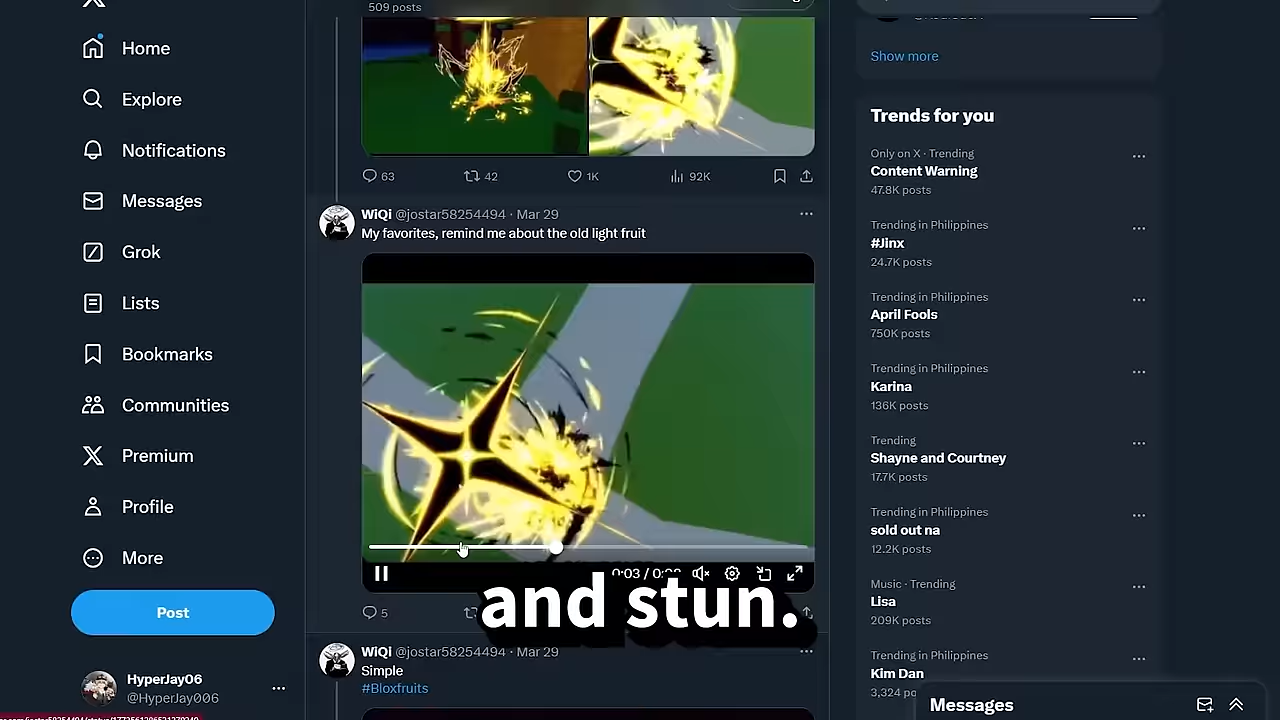 509 posts
Home
Explore
Notifications
Messages
Grok
Lists
Bookmarks
Communities
Premium
Profile
More
Post
HyperJay06
@HyperJay006
63
42
1K
92K
WiQi @jostar58254494 · Mar 29
My favorites, remind me about the old light fruit
0:03
and stun.
5
WiQi @jostar58254494 · Mar 29
Simple
#Bloxfruits
Show more
Trends for you
Only on X · Trending
Content Warning
47.8K posts
Trending in Philippines
#Jinx
24.7K posts
Trending in Philippines
April Fools
750K posts
Trending in Philippines
Karina
136K posts
Trending
Shayne and Courtney
17.7K posts
Trending in Philippines
sold out na
12.2K posts
Music · Trending
Lisa
209K posts
Trending in Philippines
Kim Dan
3,324
Messages